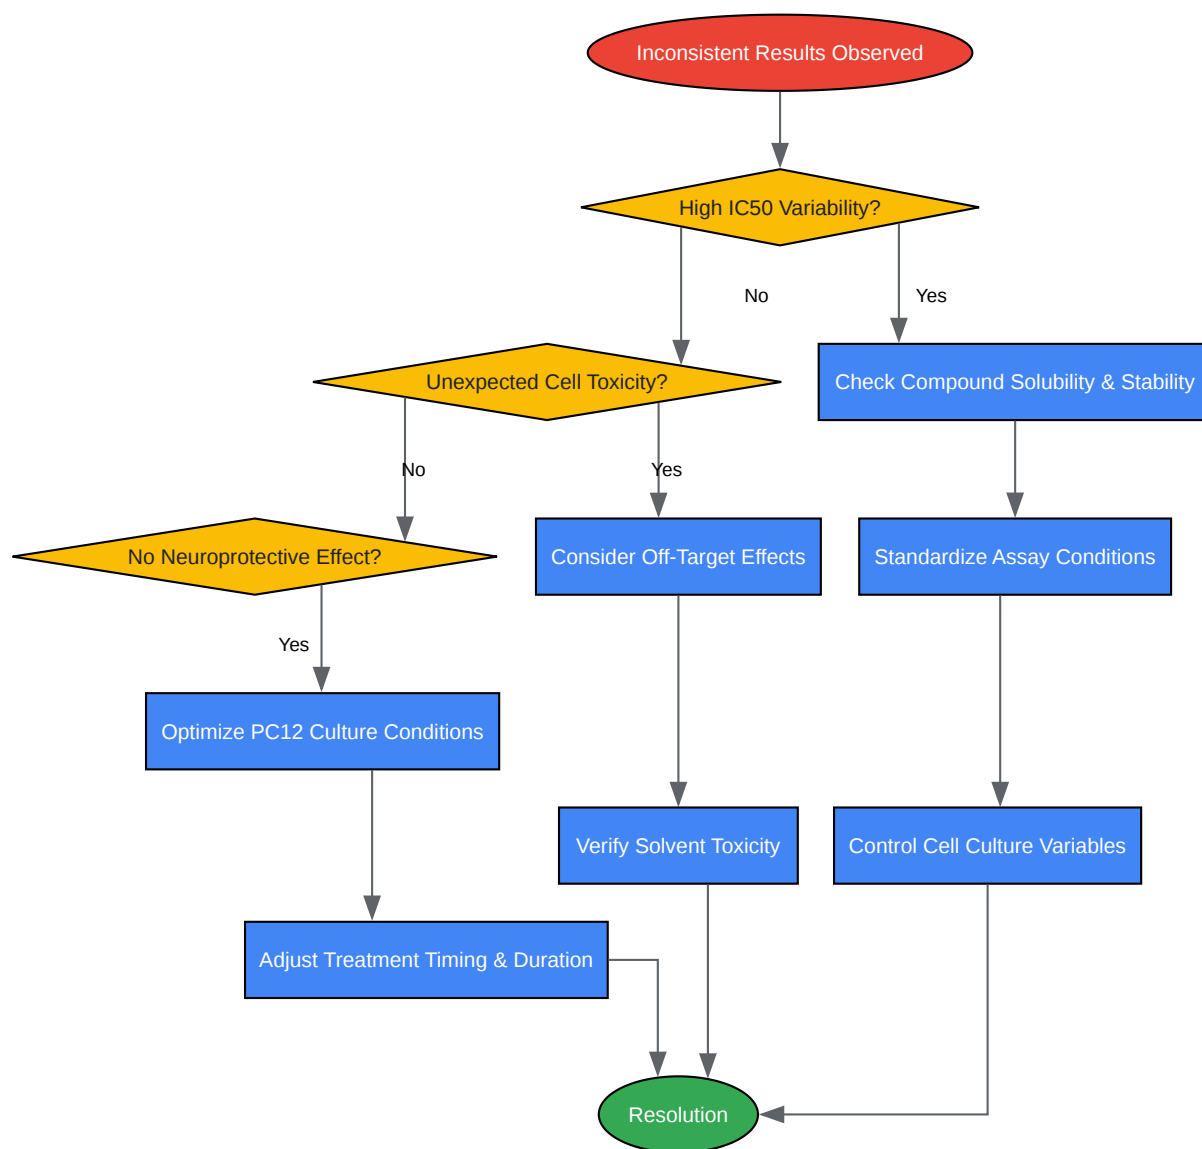 Inconsistent Results Observed
High IC50 Variability?
No
Yes
Unexpected Cell Toxicity?
Check Compound Solubility & Stability
No
Yes
No Neuroprotective Effect?
Consider Off-Target Effects
Standardize Assay Conditions
Yes
Optimize PC12 Culture Conditions
Verify Solvent Toxicity
Control Cell Culture Variables
Adjust Treatment Timing & Duration
Resolution